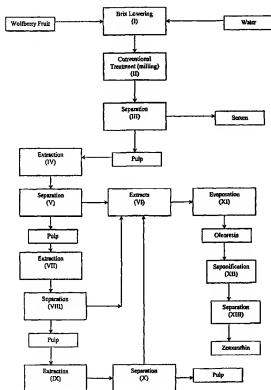 Wolfberry Fruit
Brix Lowering
(I)
Water
Conventional
Treatment (milling)
(II)
Separation
(III)
Serum
Pulp
Extraction
(IV)
Separation
(V)
Extracts
(VI)
Evaporation
(XI)
Pulp
Oleoresin
Extraction
(VII)
Saponification
(XII)
Separation
(VIII)
Separation
(XIII)
Pulp
Zeaxanthin
Extraction
(IX)
Separation
(X)
Pulp